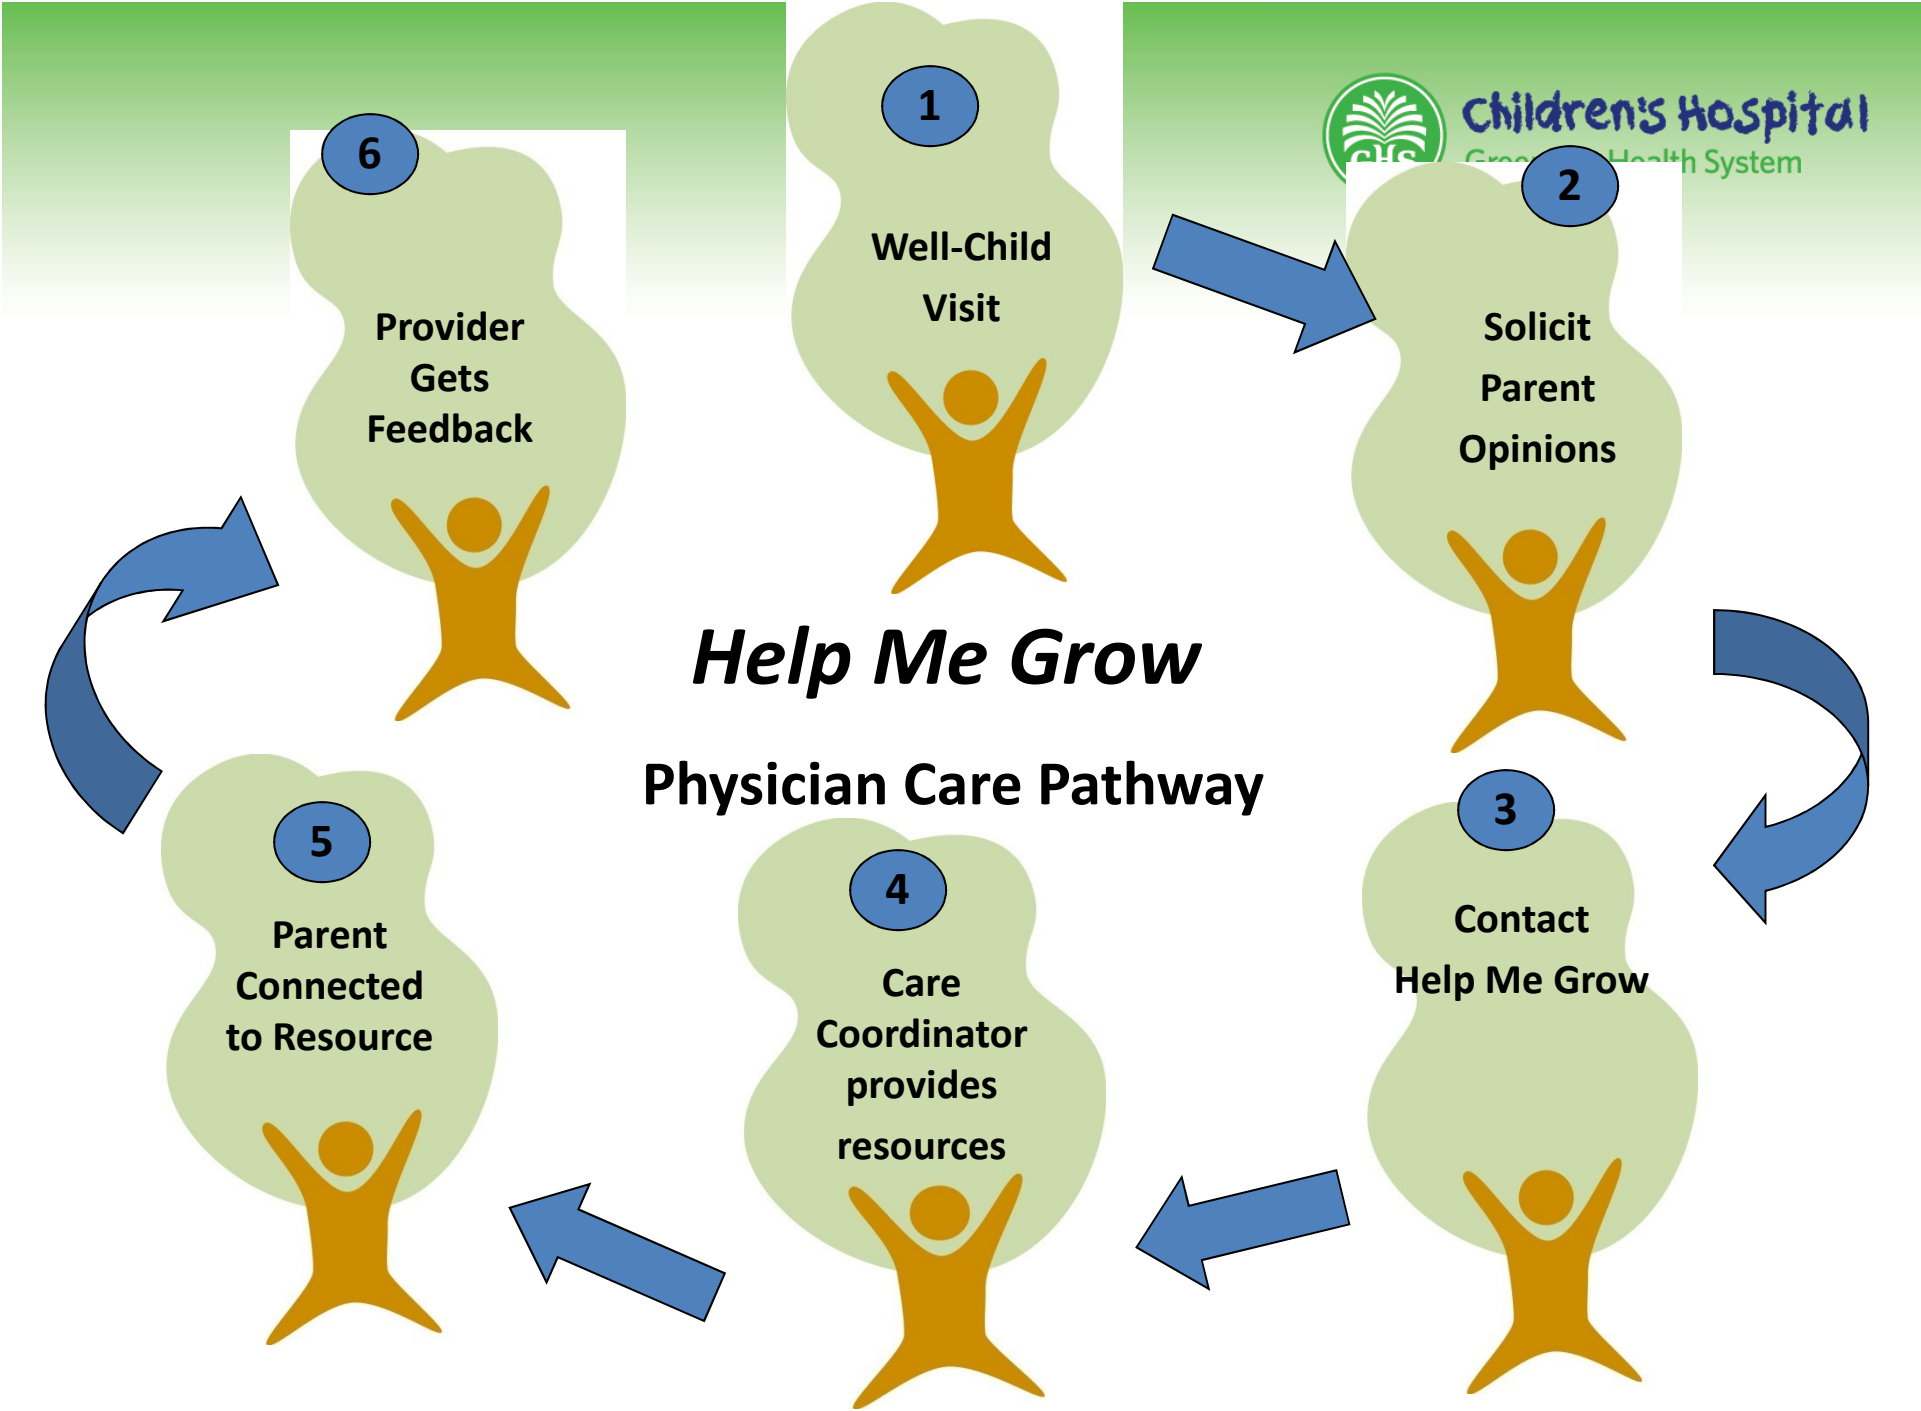 Children's Hospital
Health System
1
Well-Child
Visit
2
Solicit
Parent
Opinions
3
Contact
Help Me Grow
4
Care
Coordinator
provides
resources
5
Parent
Connected
to Resource
6
Provider
Gets
Feedback
Help Me Grow
Physician Care Pathway